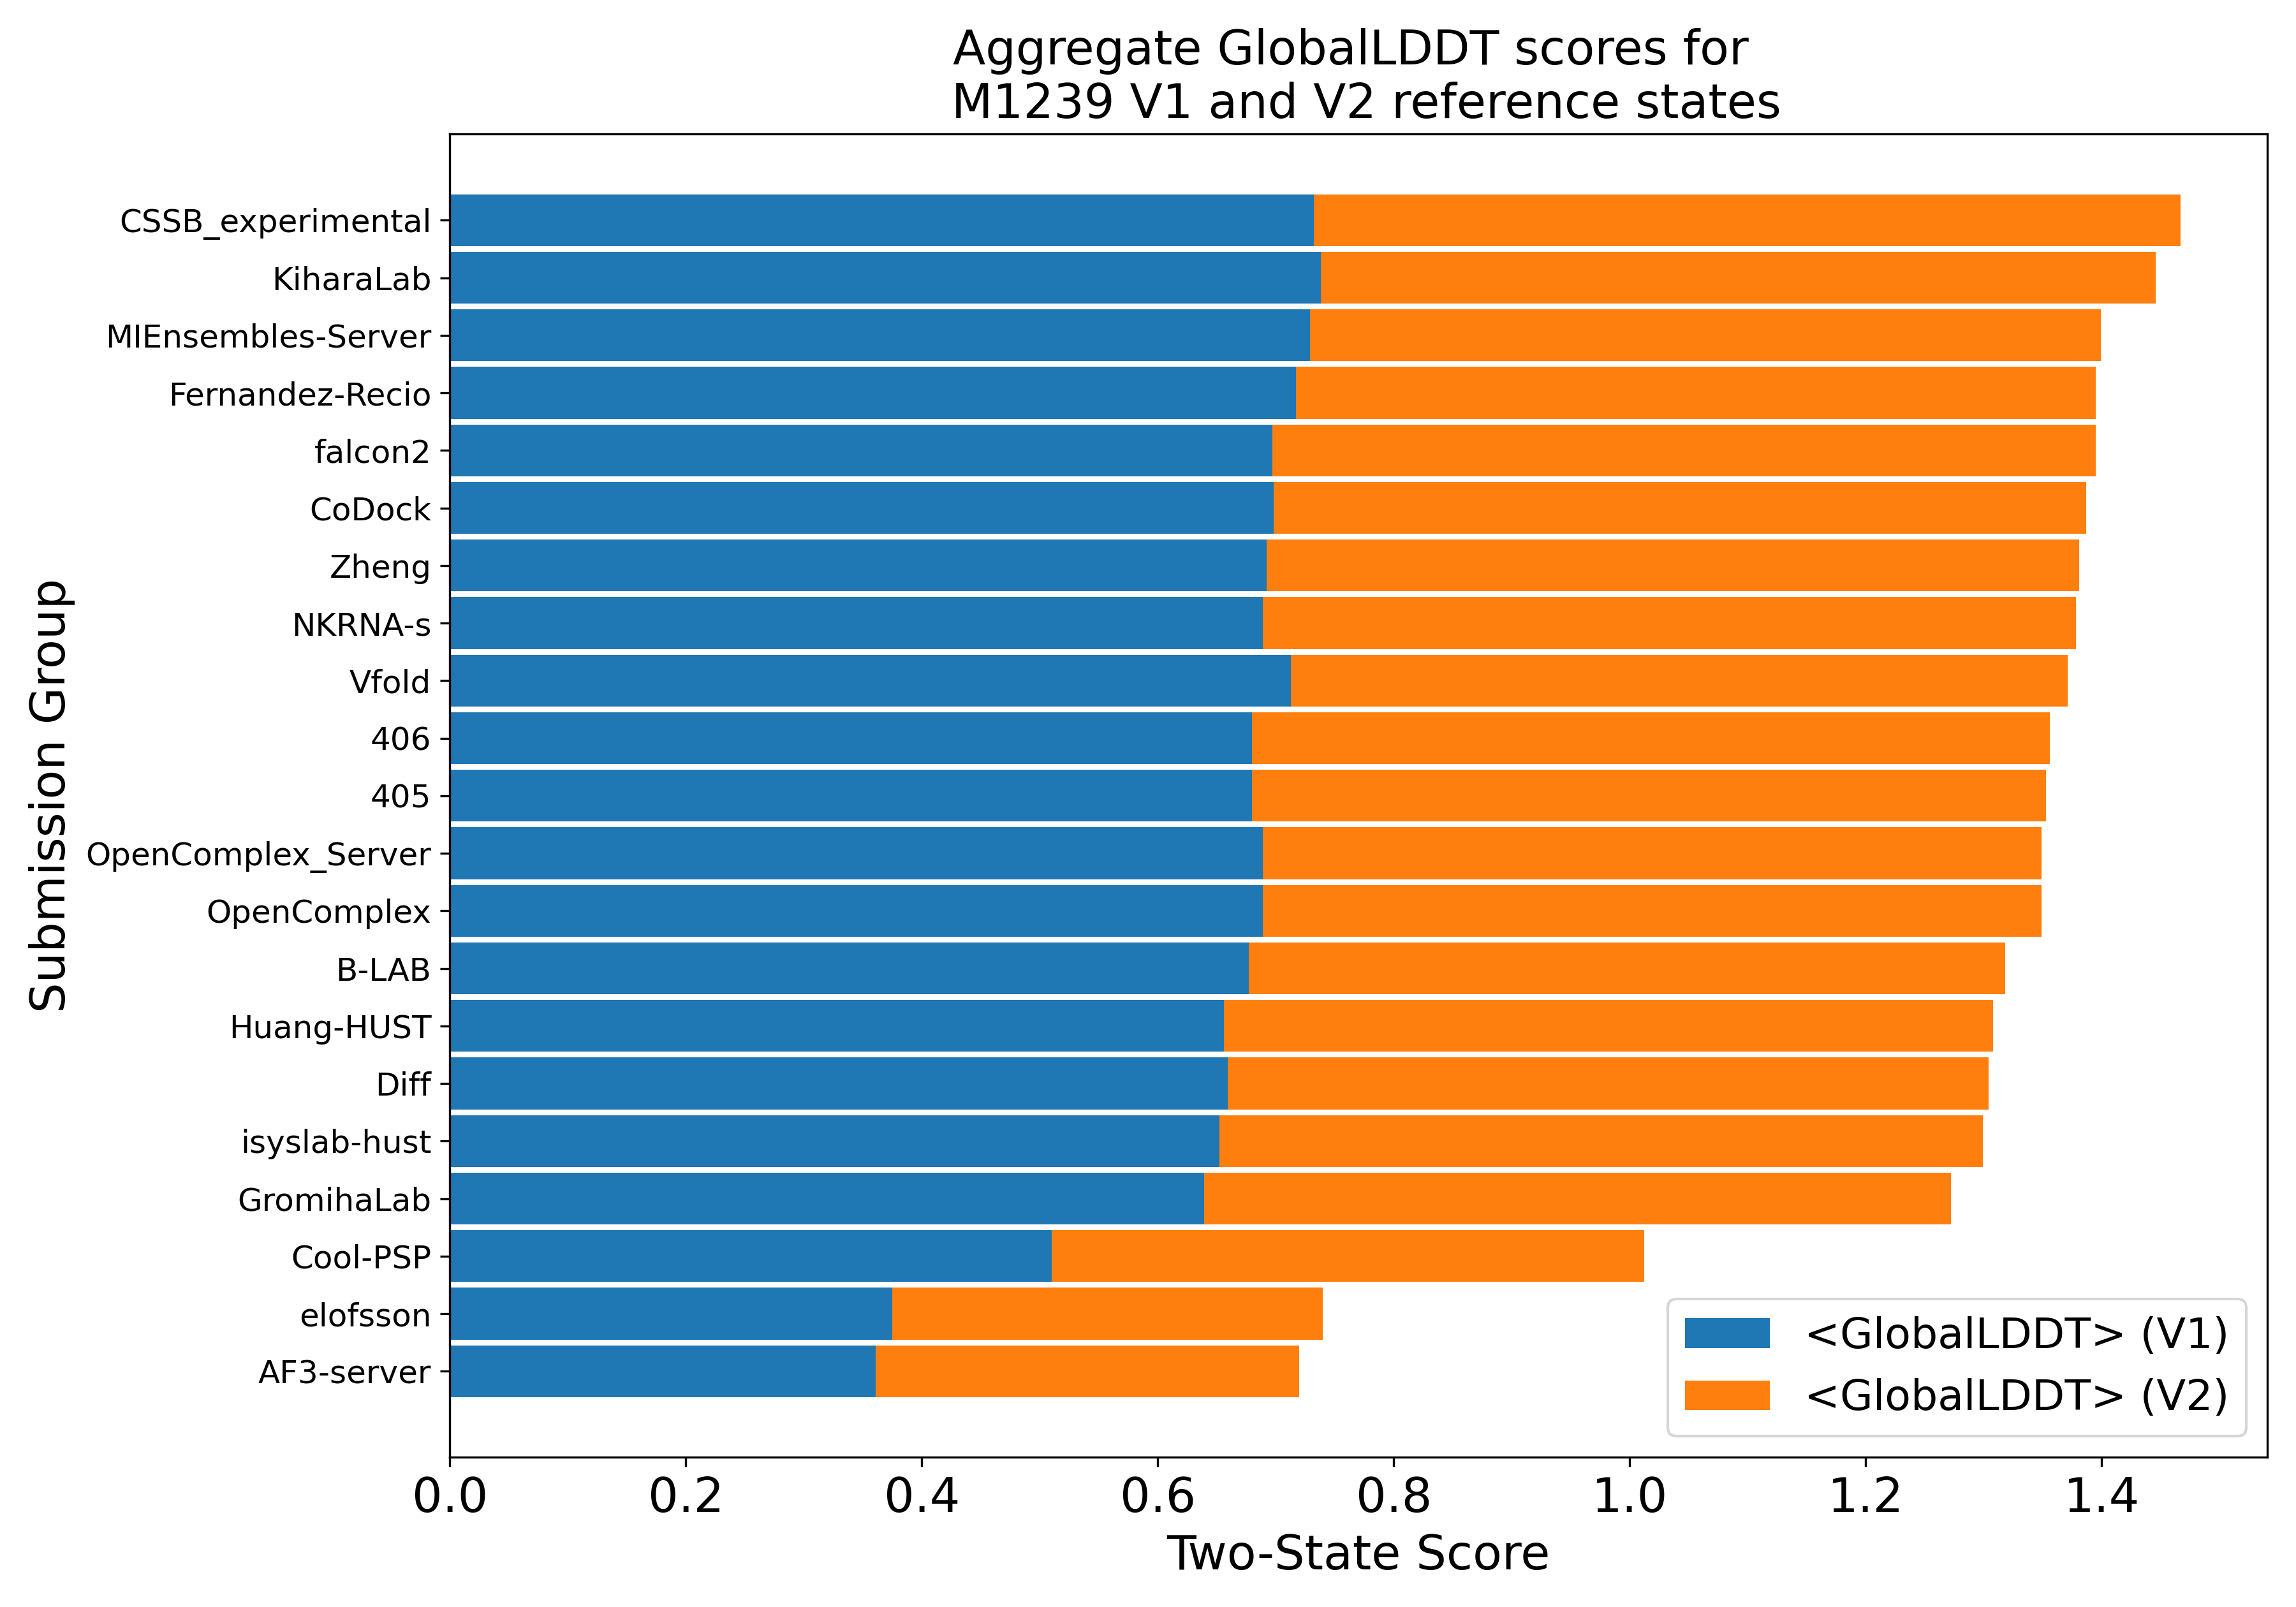 Aggregate GlobalLDDT scores for
M1239 V1 and V2 reference states
Submission Group
CSSB_experimental
KiharaLab
MIEnsembles-Server
Fernandez-Recio
falcon2
CoDock
Zheng
NKRNA-s
Vfold
406
405
OpenComplex_Server
OpenComplex
B-LAB
Huang-HUST
Diff
isyslab-hust
GromihaLab
Cool-PSP
elofsson
AF3-server
<GlobalLDDT> (V1)
<GlobalLDDT> (V2)
0.0 0.2 0.4 0.6 0.8 1.0 1.2 1.4
Two-State Score